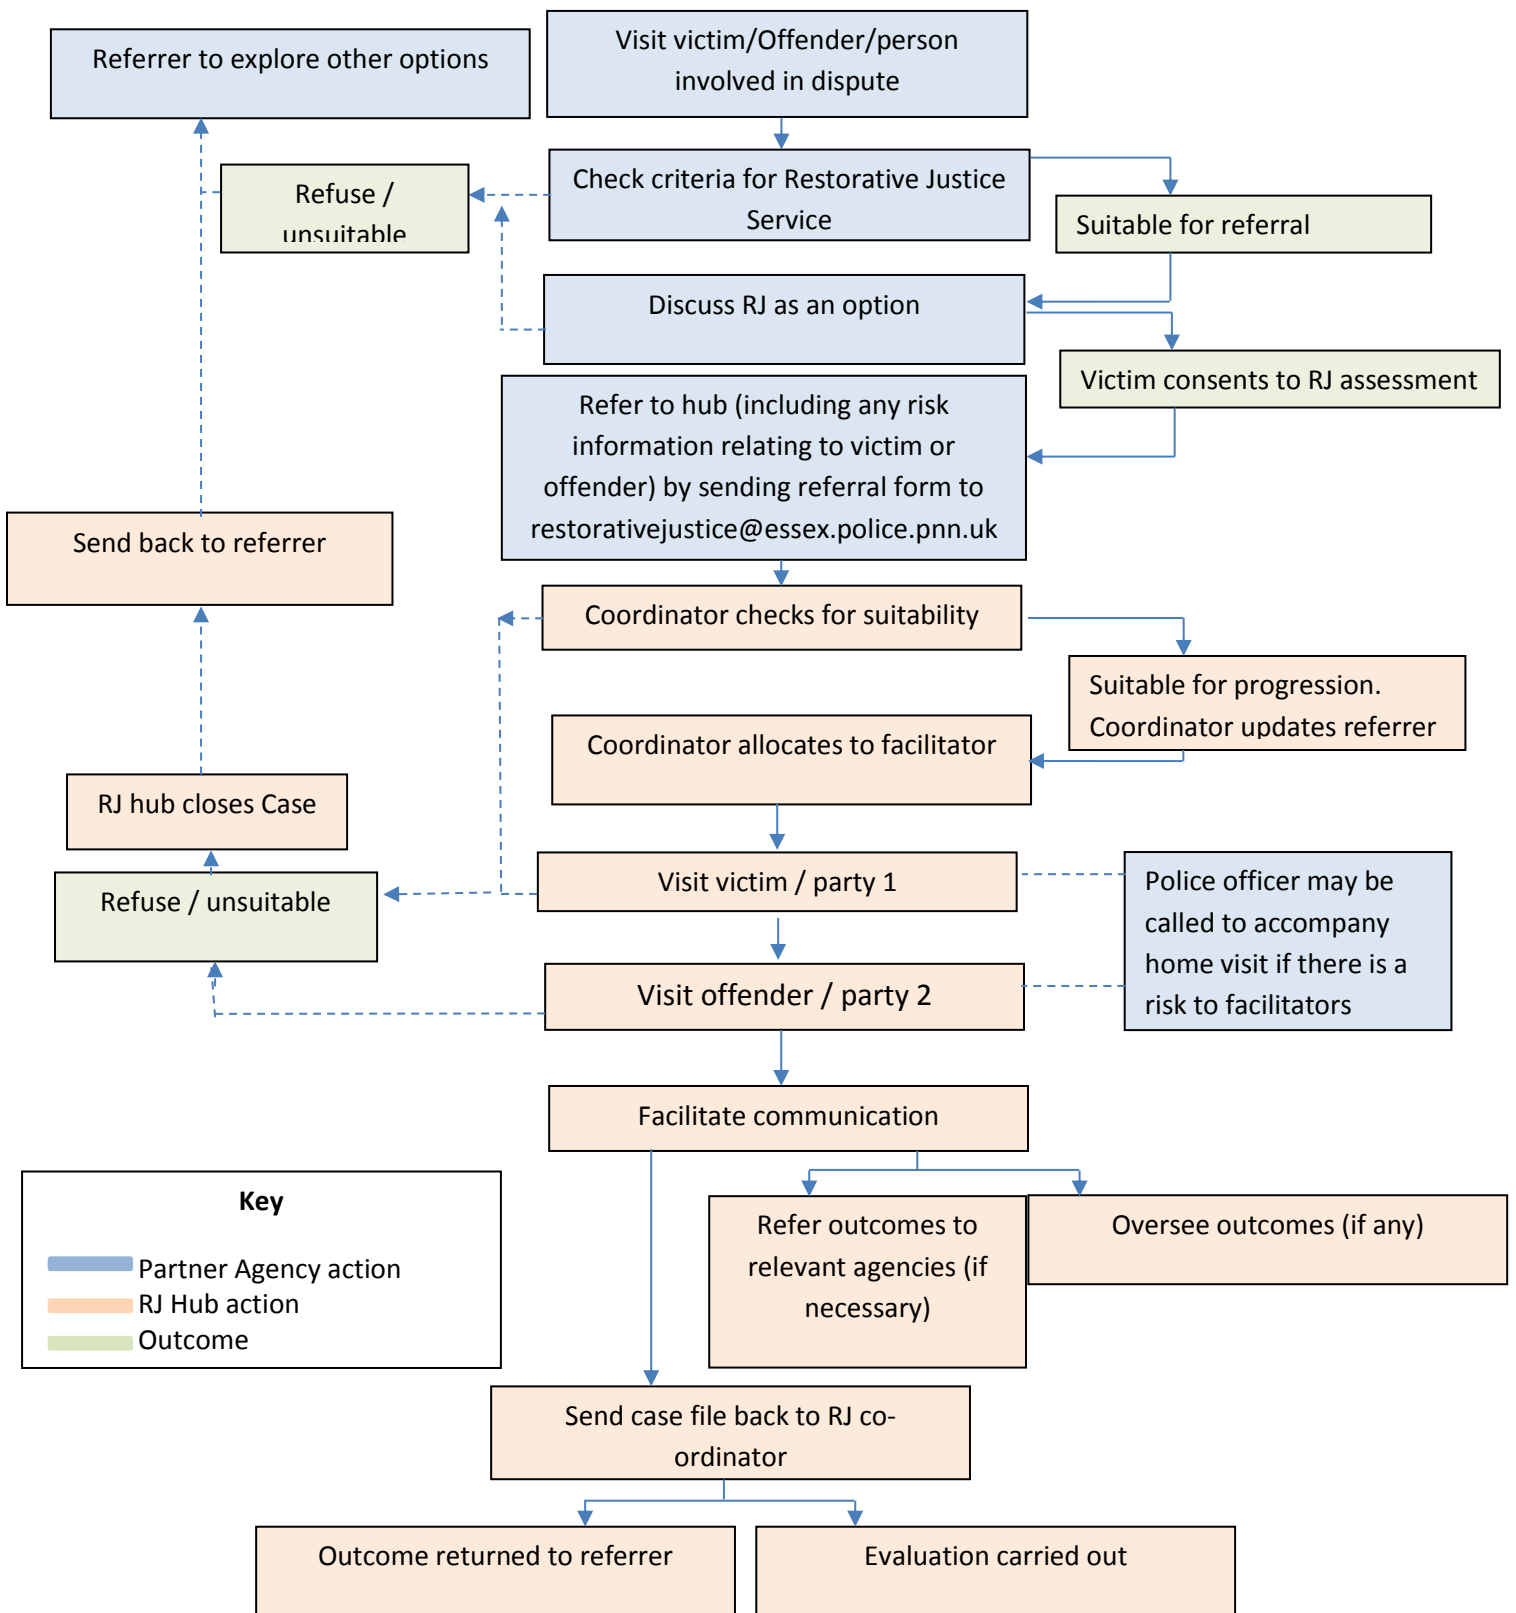 Referrer to explore other options
Visit victim/Offender/person
involved in dispute
Refuse /
unsuitable
Check criteria for Restorative Justice
Service
Suitable for referral
Discuss RJ as an option
Victim consents to RJ assessment
Refer to hub (including any risk
information relating to victim or
offender) by sending referral form to
restorativejustice@essex.police.pnn.uk
Send back to referrer
Coordinator checks for suitability
Suitable for progression.
Coordinator updates referrer
Coordinator allocates to facilitator
RJ hub closes Case
Visit victim / party 1
Refuse / unsuitable
Police officer may be
called to accompany
home visit if there is a
risk to facilitators
Visit offender / party 2
Facilitate communication
Key
Partner Agency action
RJ Hub action
Outcome
Refer outcomes to
relevant agencies (if
necessary)
Oversee outcomes (if any)
Send case file back to RJ co-
ordinator
Outcome returned to referrer
Evaluation carried out